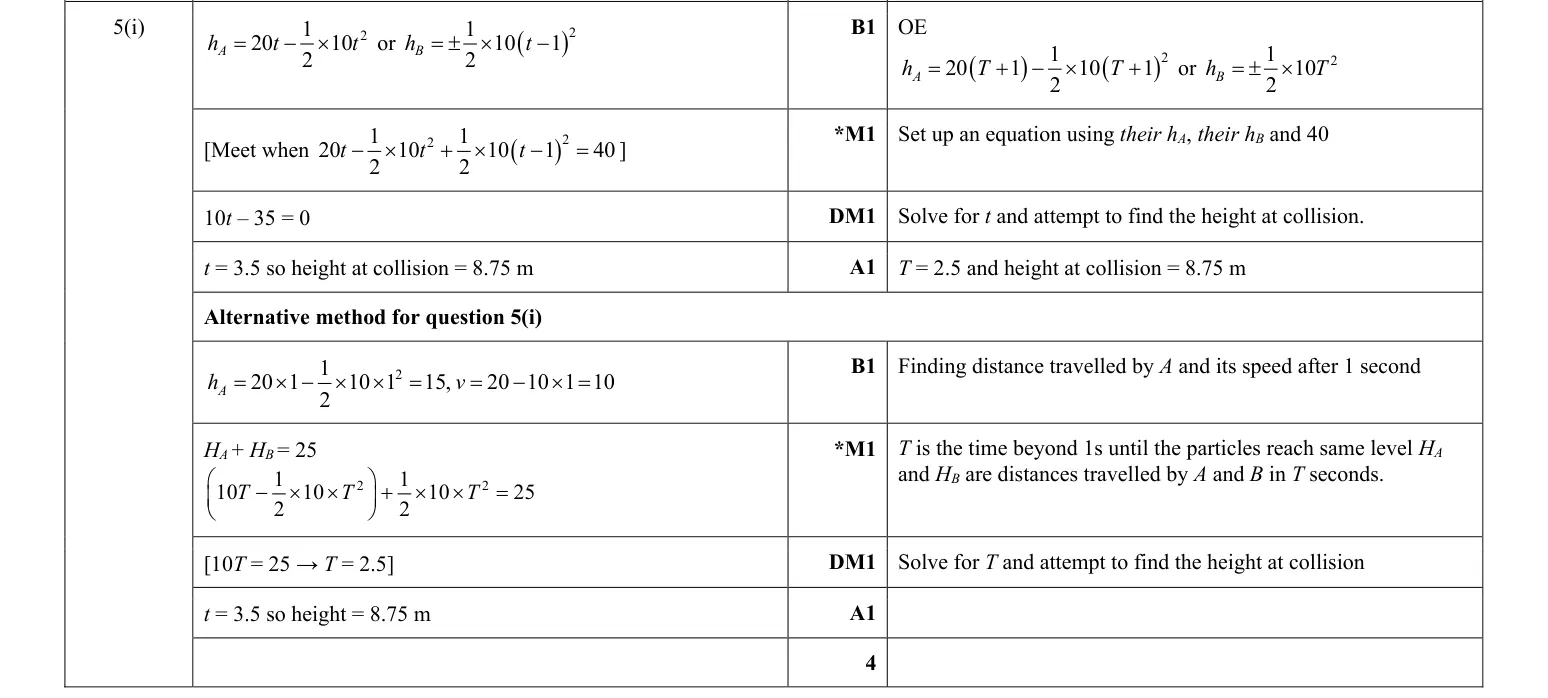 5(i)
h_A = 20t − 1/2 × 10t² or h_B = ± 1/2 × 10(t − 1)²
B1
OE
h_A = 20(T + 1) − 1/2 × 10(T + 1)² or h_B = ± 1/2 × 10T²
[Meet when 20t − 1/2 × 10t² + 1/2 × 10(t − 1)² = 40 ]
*M1
Set up an equation using their h_A, their h_B and 40
10t – 35 = 0
DM1
Solve for t and attempt to find the height at collision.
t = 3.5 so height at collision = 8.75 m
A1
T = 2.5 and height at collision = 8.75 m
Alternative method for question 5(i)
h_A = 20 × 1 − 1/2 × 10 × 1² = 15, v = 20 − 10 × 1 = 10
B1
Finding distance travelled by A and its speed after 1 second
H_A + H_B = 25
(10T − 1/2 × 10 × T²) + 1/2 × 10 × T² = 25
*M1
T is the time beyond 1s until the particles reach same level H_A
and H_B are distances travelled by A and B in T seconds.
[10T = 25 → T = 2.5]
DM1
Solve for T and attempt to find the height at collision
t = 3.5 so height = 8.75 m
A1
4